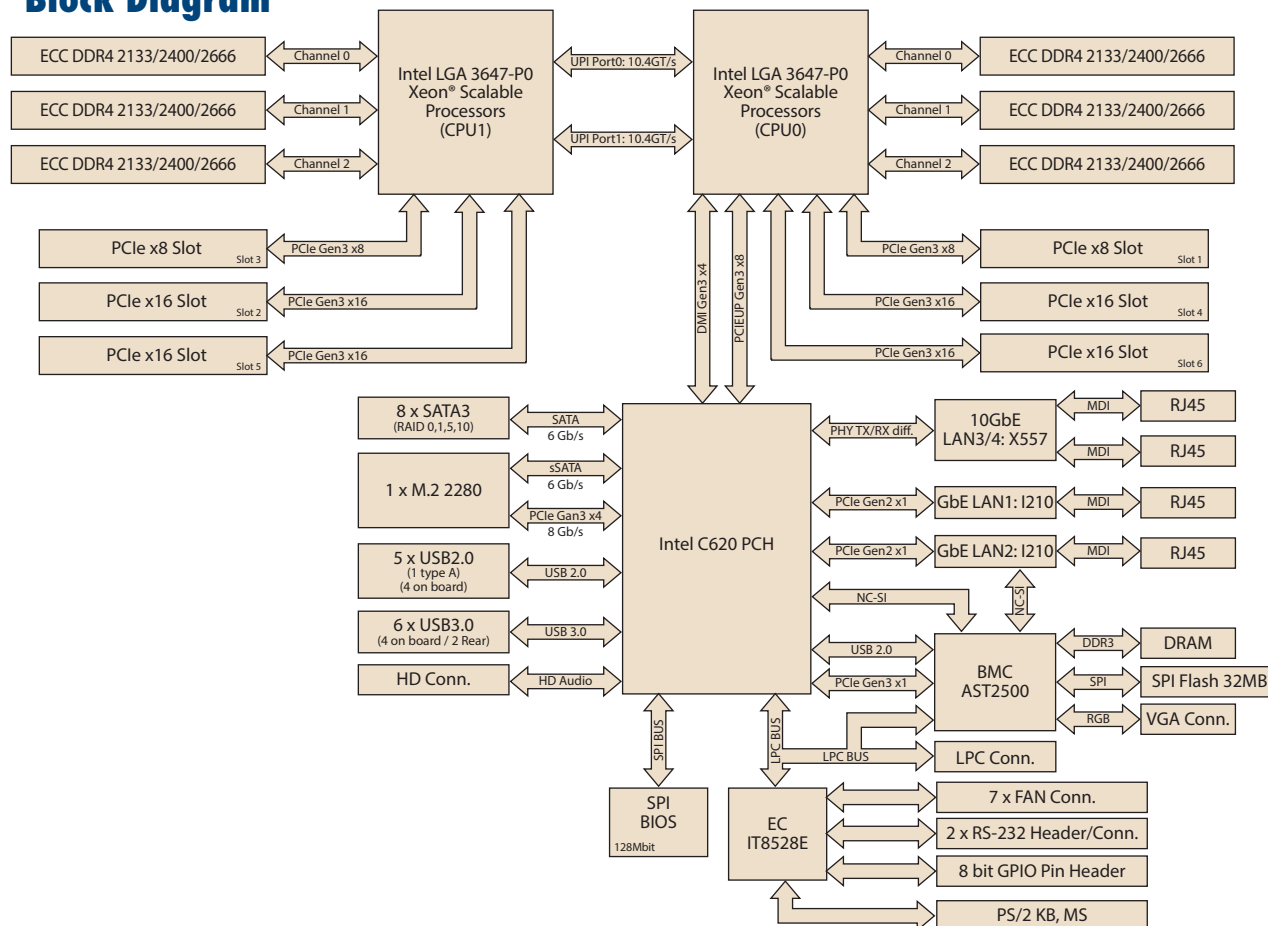 Block Diagram
ECC DDR4 2133/2400/2666
Channel 0
Intel LGA 3647-P0
Xeon® Scalable
Processors
(CPU1)
UPI Port0: 10.4GT/s
Intel LGA 3647-P0
Xeon® Scalable
Processors
(CPU0)
Channel 0
ECC DDR4 2133/2400/2666
ECC DDR4 2133/2400/2666
Channel 1
Channel 1
ECC DDR4 2133/2400/2666
UPI Port1: 10.4GT/s
ECC DDR4 2133/2400/2666
Channel 2
Channel 2
ECC DDR4 2133/2400/2666
PCIe x8 Slot
Slot 3
PCIe Gen3 x8
PCIe Gen3 x8
PCIe x8 Slot
Slot 1
PCIe x16 Slot
Slot 2
PCIe Gen3 x16
DMI Gen3 x4
PCIEUP Gen3 x8
PCIe Gen3 x16
PCIe x16 Slot
Slot 4
PCIe x16 Slot
Slot 5
PCIe Gen3 x16
PCIe Gen3 x16
PCIe x16 Slot
Slot 6
8 x SATA3
(RAID 0,1,5,10)
SATA
6 Gb/s
1 x M.2 2280
sSATA
6 Gb/s
PCIe Gan3 x4
8 Gb/s
5 x USB2.0
(1 type A)
(4 on board)
USB 2.0
6 x USB3.0
(4 on board / 2 Rear)
USB 3.0
HD Conn.
HD Audio
Intel C620 PCH
PHY TX/RX diff.
10GbE
LAN3/4: X557
MDI
RJ45
MDI
RJ45
PCIe Gen2 x1
GbE LAN1: I210
MDI
RJ45
PCIe Gen2 x1
GbE LAN2: I210
MDI
RJ45
NC-SI
NC-SI
USB 2.0
PCIe Gen3 x1
BMC
AST2500
DDR3
DRAM
SPI
SPI Flash 32MB
RGB
VGA Conn.
SPI BUS
LPC BUS
LPC BUS
LPC Conn.
SPI
BIOS
128Mbit
EC
IT8528E
7 x FAN Conn.
2 x RS-232 Header/Conn.
8 bit GPIO Pin Header
PS/2 KB, MS